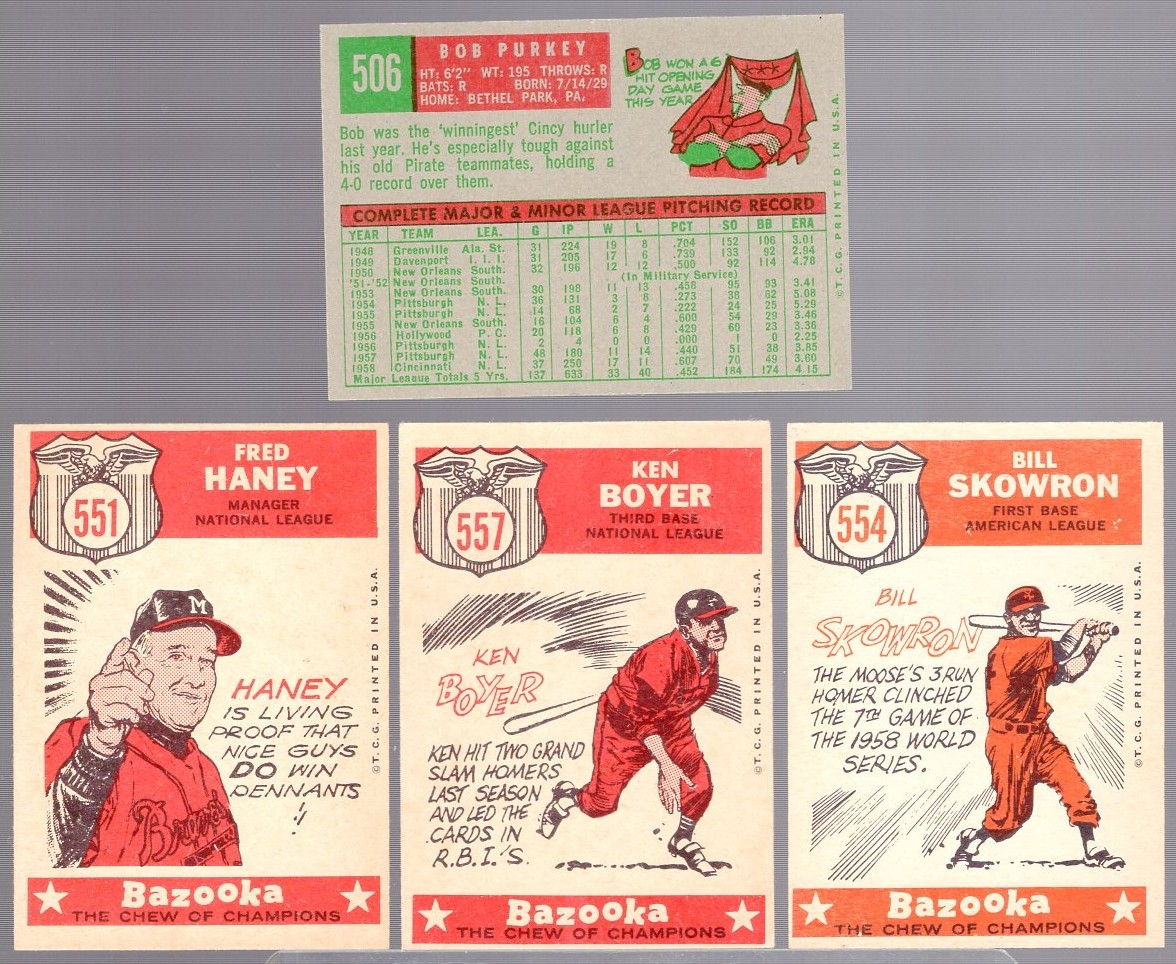 506
BOB PURKEY
HT: 6'2" WT: 195 THROWS: R
BATS: R BORN: 7/14/29
HOME: BETHEL PARK, PA.
BOB WON A 6
HIT OPENING
DAY GAME
THIS YEAR
Bob was the 'winningest' Cincy hurler
last year. He's especially tough against
his old Pirate teammates, holding a
4-0 record over them.
COMPLETE MAJOR & MINOR LEAGUE PITCHING RECORD
YEAR TEAM LEA. G IP W L PCT SO BB ERA
1948 Greenville Ala. St. 31 224 19 8 .704 152 106 3.01
1949 Davenport I. I. I. 31 205 17 6 .739 133 92 2.94
1950 New Orleans South. 32 196 12 12 .500 92 114 4.78
'51-'52 New Orleans South. (In Military Service)
1953 New Orleans South. 30 198 11 13 .458 95 93 3.41
1954 Pittsburgh N. L. 36 131 3 8 .273 38 62 5.08
1955 Pittsburgh N. L. 14 68 2 7 .222 24 25 5.29
1955 New Orleans South. 16 104 6 4 .600 54 29 3.46
1956 Hollywood P. C. 20 118 6 8 .429 60 23 3.36
1956 Pittsburgh N. L. 2 4 0 0 .000 1 0 2.25
1957 Pittsburgh N. L. 48 180 11 14 .440 51 38 3.85
1958 Cincinnati N. L. 37 250 17 11 .607 70 49 3.60
Major League Totals 5 Yrs. 137 633 33 40 .452 184 174 4.15
©T.C.G. PRINTED IN U.S.A.
551
FRED
HANEY
MANAGER
NATIONAL LEAGUE
M
HANEY
IS LIVING
PROOF THAT
NICE GUYS
DO WIN
PENNANTS
!
©T.C.G. PRINTED IN U.S.A.
Bazooka
THE CHEW OF CHAMPIONS
557
KEN
BOYER
THIRD BASE
NATIONAL LEAGUE
KEN
BOYER
KEN HIT TWO GRAND
SLAM HOMERS
LAST SEASON
AND LED THE
CARDS IN
R.B.I.'S.
©T.C.G. PRINTED IN U.S.A.
Bazooka
THE CHEW OF CHAMPIONS
554
BILL
SKOWRON
FIRST BASE
AMERICAN LEAGUE
BILL
SKOWRON
THE MOOSE'S 3 RUN
HOMER CLINCHED
THE 7TH GAME OF
THE 1958 WORLD
SERIES.
©T.C.G. PRINTED IN U.S.A.
Bazooka
THE CHEW OF CHAMPIONS